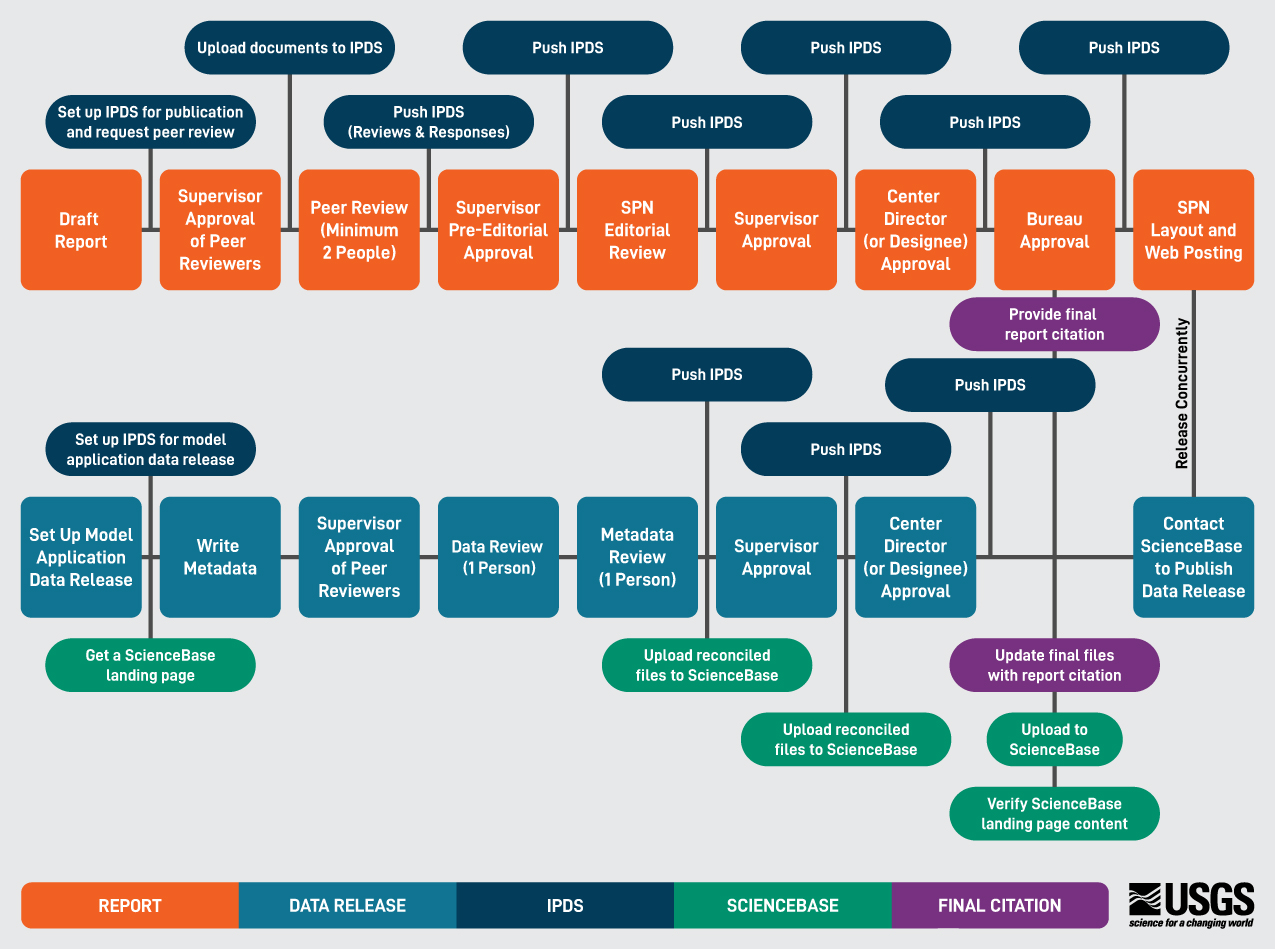 Upload documents to IPDS
Push IPDS
Push IPDS
Push IPDS
Set up IPDS for publication
and request peer review
Push IPDS
(Reviews & Responses)
Push IPDS
Push IPDS
Draft
Report
Supervisor
Approval
of Peer
Reviewers
Peer Review
(Minimum
2 People)
Supervisor
Pre-Editorial
Approval
SPN
Editorial
Review
Supervisor
Approval
Center
Director
(or Designee)
Approval
Bureau
Approval
SPN
Layout and
Web Posting
Provide final
report citation
Release Concurrently
Push IPDS
Push IPDS
Set up IPDS for model
application data release
Push IPDS
Set Up Model
Application
Data Release
Write
Metadata
Supervisor
Approval
of Peer
Reviewers
Data Review
(1 Person)
Metadata
Review
(1 Person)
Supervisor
Approval
Center
Director
(or Designee)
Approval
Contact
ScienceBase
to Publish
Data Release
Get a ScienceBase
landing page
Upload reconciled
files to ScienceBase
Update final files
with report citation
Upload reconciled
files to ScienceBase
Upload to
ScienceBase
Verify ScienceBase
landing page content
REPORT
DATA RELEASE
IPDS
SCIENCEBASE
FINAL CITATION
USGS
science for a changing world